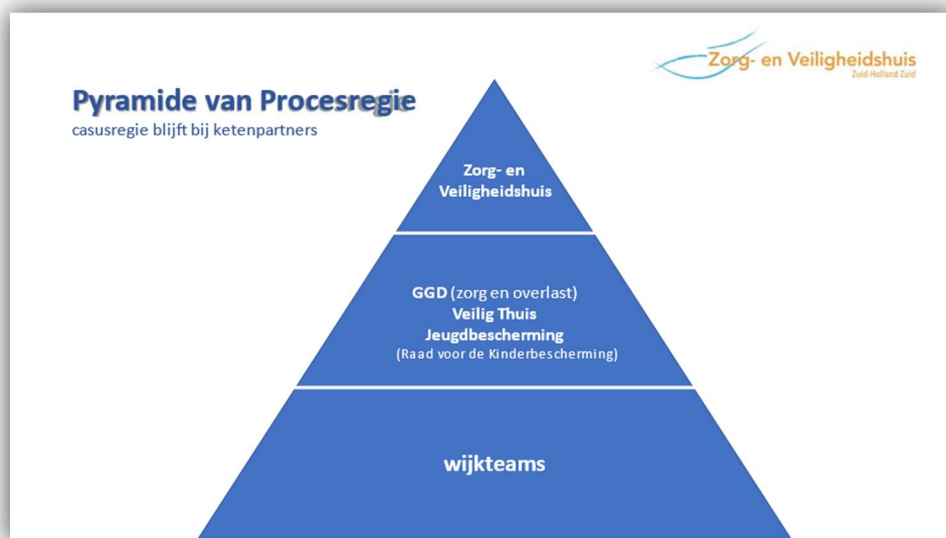 Zorg- en Veiligheidshuis
Zuid-Holland Zuid
Pyramide van Procesregie
casusregie blijft bij ketenpartners
Zorg- en
Veiligheidshuis
GGD (zorg en overlast)
Veilig Thuis
Jeugdbescherming
(Raad voor de Kinderbescherming)
wijkteams